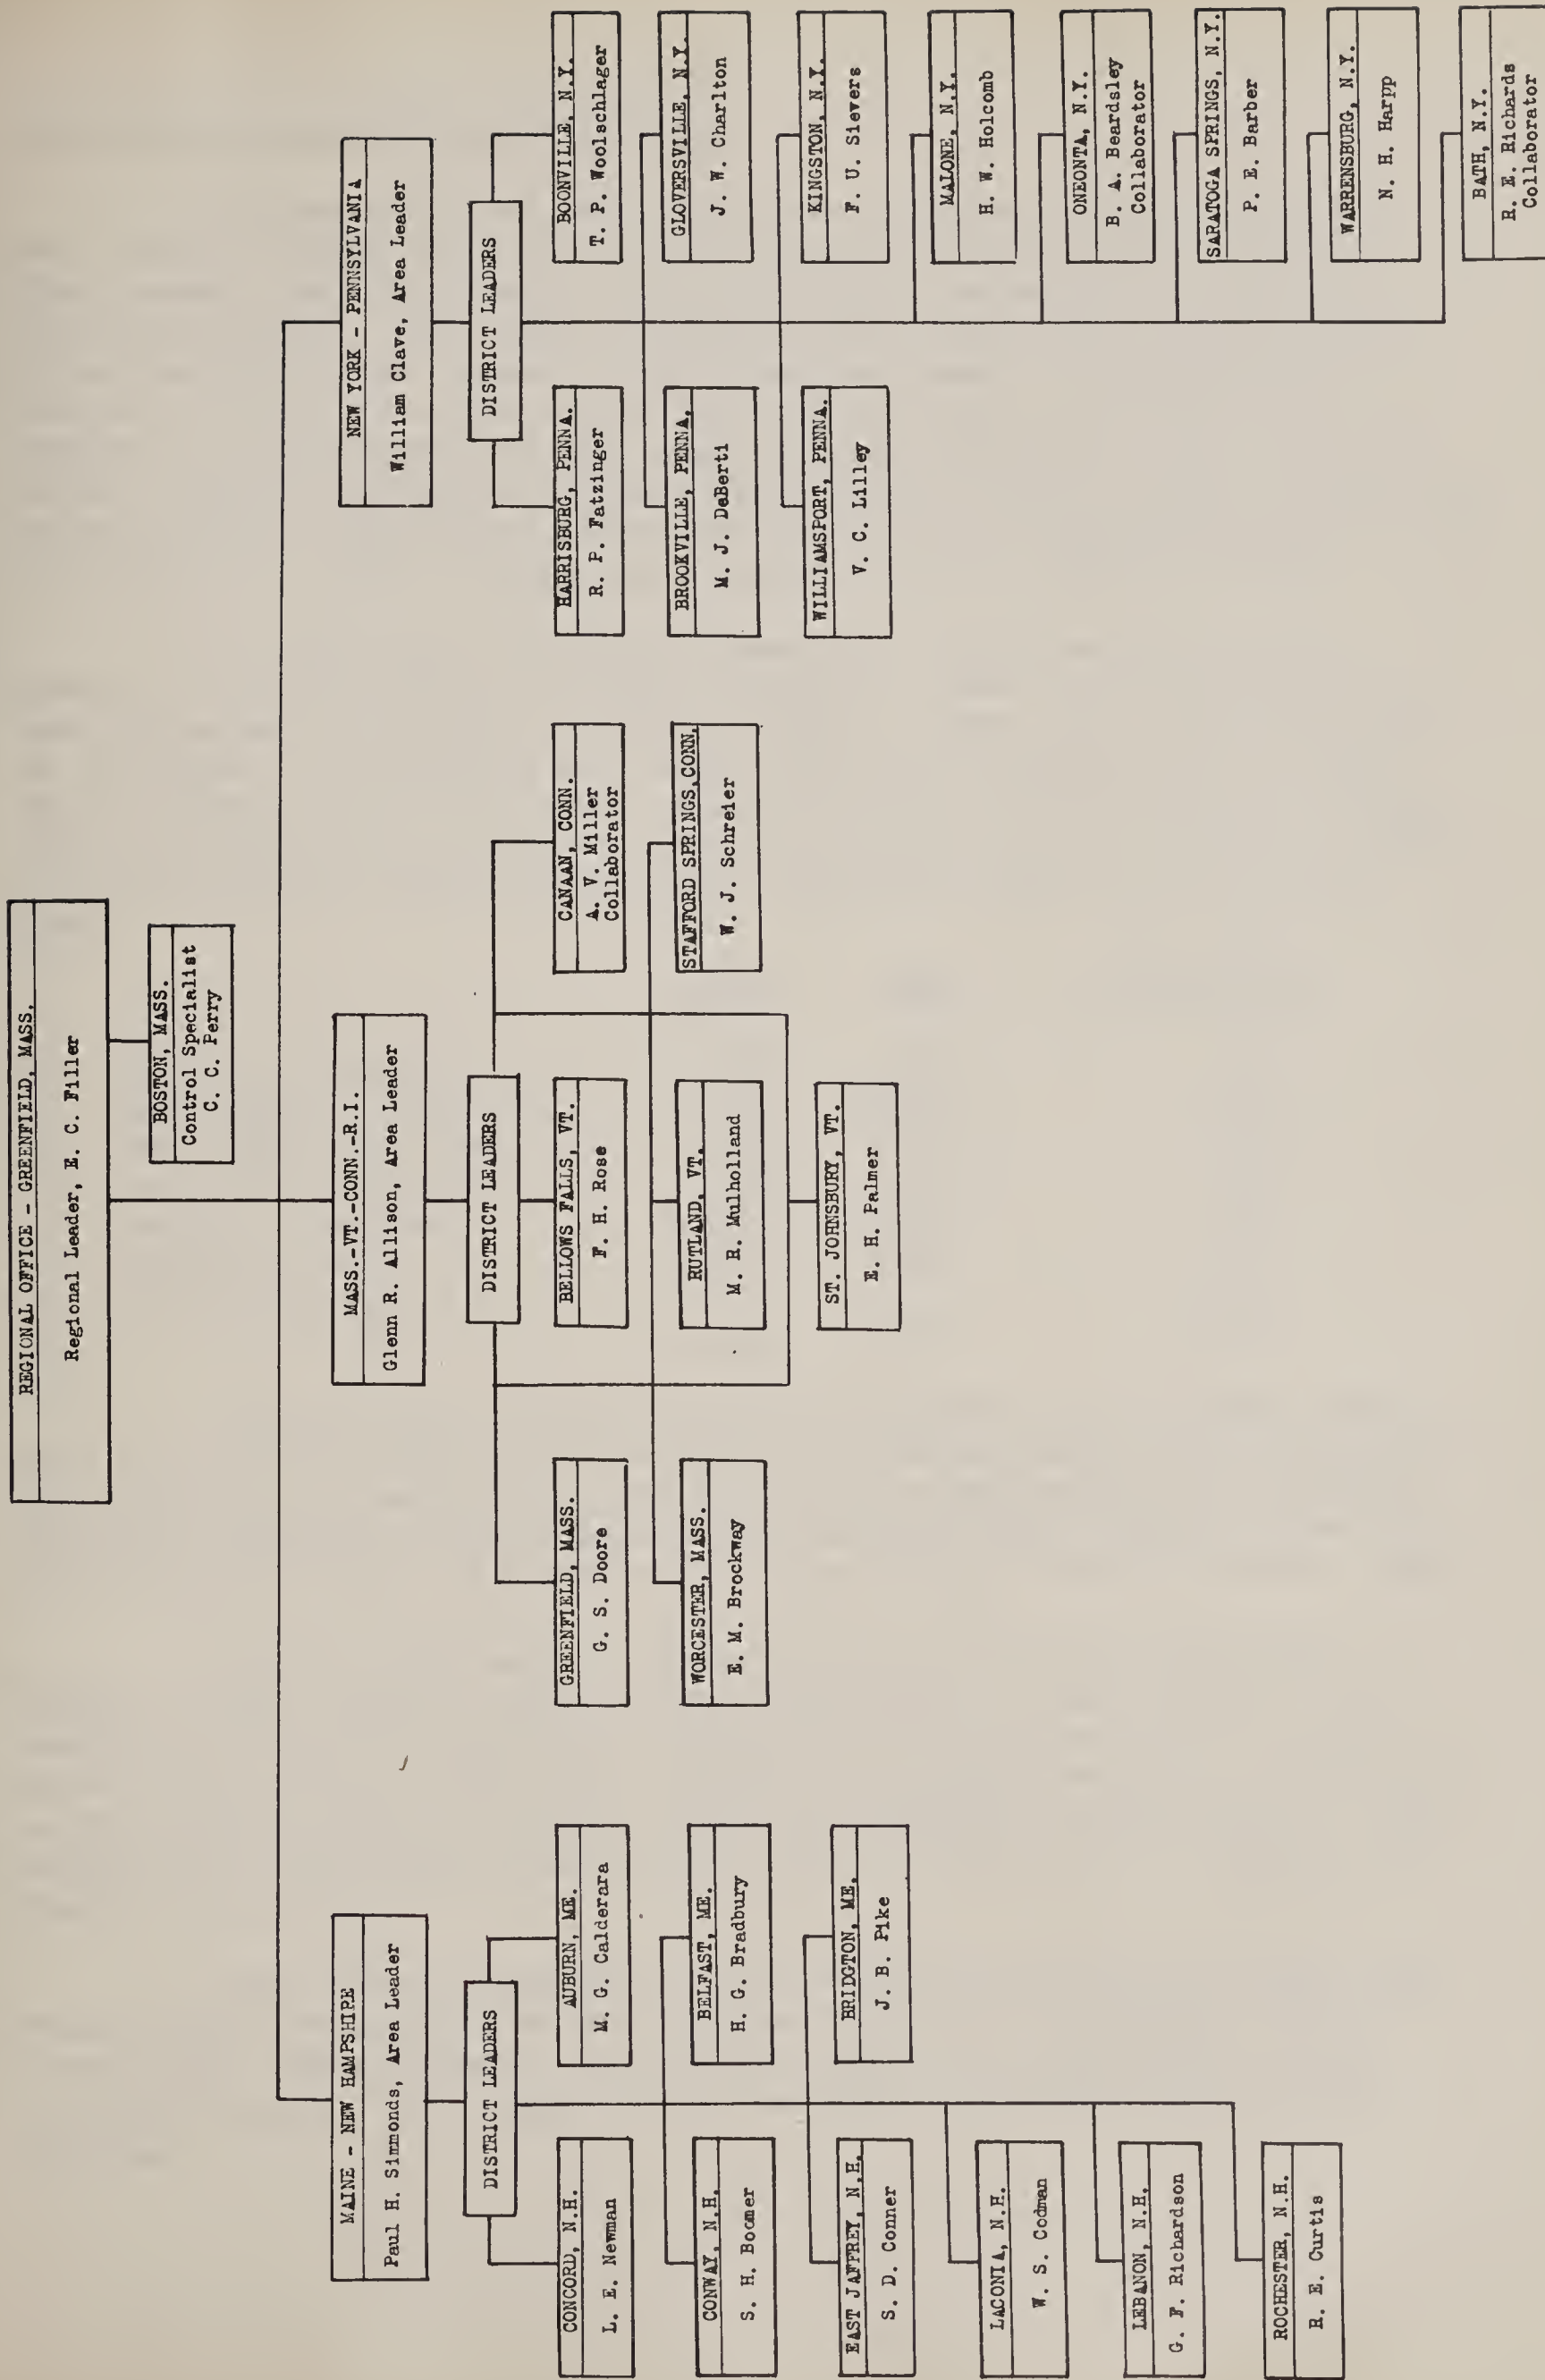 REGIONAL OFFICE - GREENFIELD, MASS.
Regional Leader, E. C. Filler
BOSTON, MASS.
Control Specialist
C. C. Perry
MAINE - NEW HAMPSHIRE
Paul H. Simmonds, Area Leader
DISTRICT LEADERS
CONCORD, N.H.
L. E. Newman
AUBURN, ME.
M. G. Calderara
CONWAY, N.H.
S. H. Boomer
BELFAST, ME.
H. G. Bradbury
EAST JAFFREY, N.H.
S. D. Conner
BRIDGTON, ME.
J. B. Pike
LACONIA, N.H.
W. S. Codman
LEBANON, N.H.
G. F. Richardson
ROCHESTER, N.H.
R. E. Curtis
MASS.-VT.-CONN.-R.I.
Glenn R. Allison, Area Leader
DISTRICT LEADERS
GREENFIELD, MASS.
G. S. Doore
BELLOWS FALLS, VT.
F. H. Rose
CANAAN, CONN.
A. V. Miller
Collaborator
WORCESTER, MASS.
E. M. Brockway
RUTLAND, VT.
M. R. Mulholland
STAFFORD SPRINGS, CONN.
W. J. Schreier
ST. JOHNSBURY, VT.
E. H. Palmer
NEW YORK - PENNSYLVANIA
William Clave, Area Leader
DISTRICT LEADERS
HARRISBURG, PENNA.
R. P. Fatzinger
BOONVILLE, N.Y.
T. P. Woolschlager
BROOKVILLE, PENNA.
M. J. DeBerti
GLOVERSVILLE, N.Y.
J. W. Charlton
WILLIAMSPORT, PENNA.
V. C. Lilley
KINGSTON, N.Y.
F. U. Sievers
MALONE, N.Y.
H. W. Holcomb
ONEONTA, N.Y.
B. A. Beardsley
Collaborator
SARATOGA SPRINGS, N.Y.
P. E. Barber
WARRENSBURG, N.Y.
N. H. Harpp
BATH, N.Y.
R. E. Richards
Collaborator